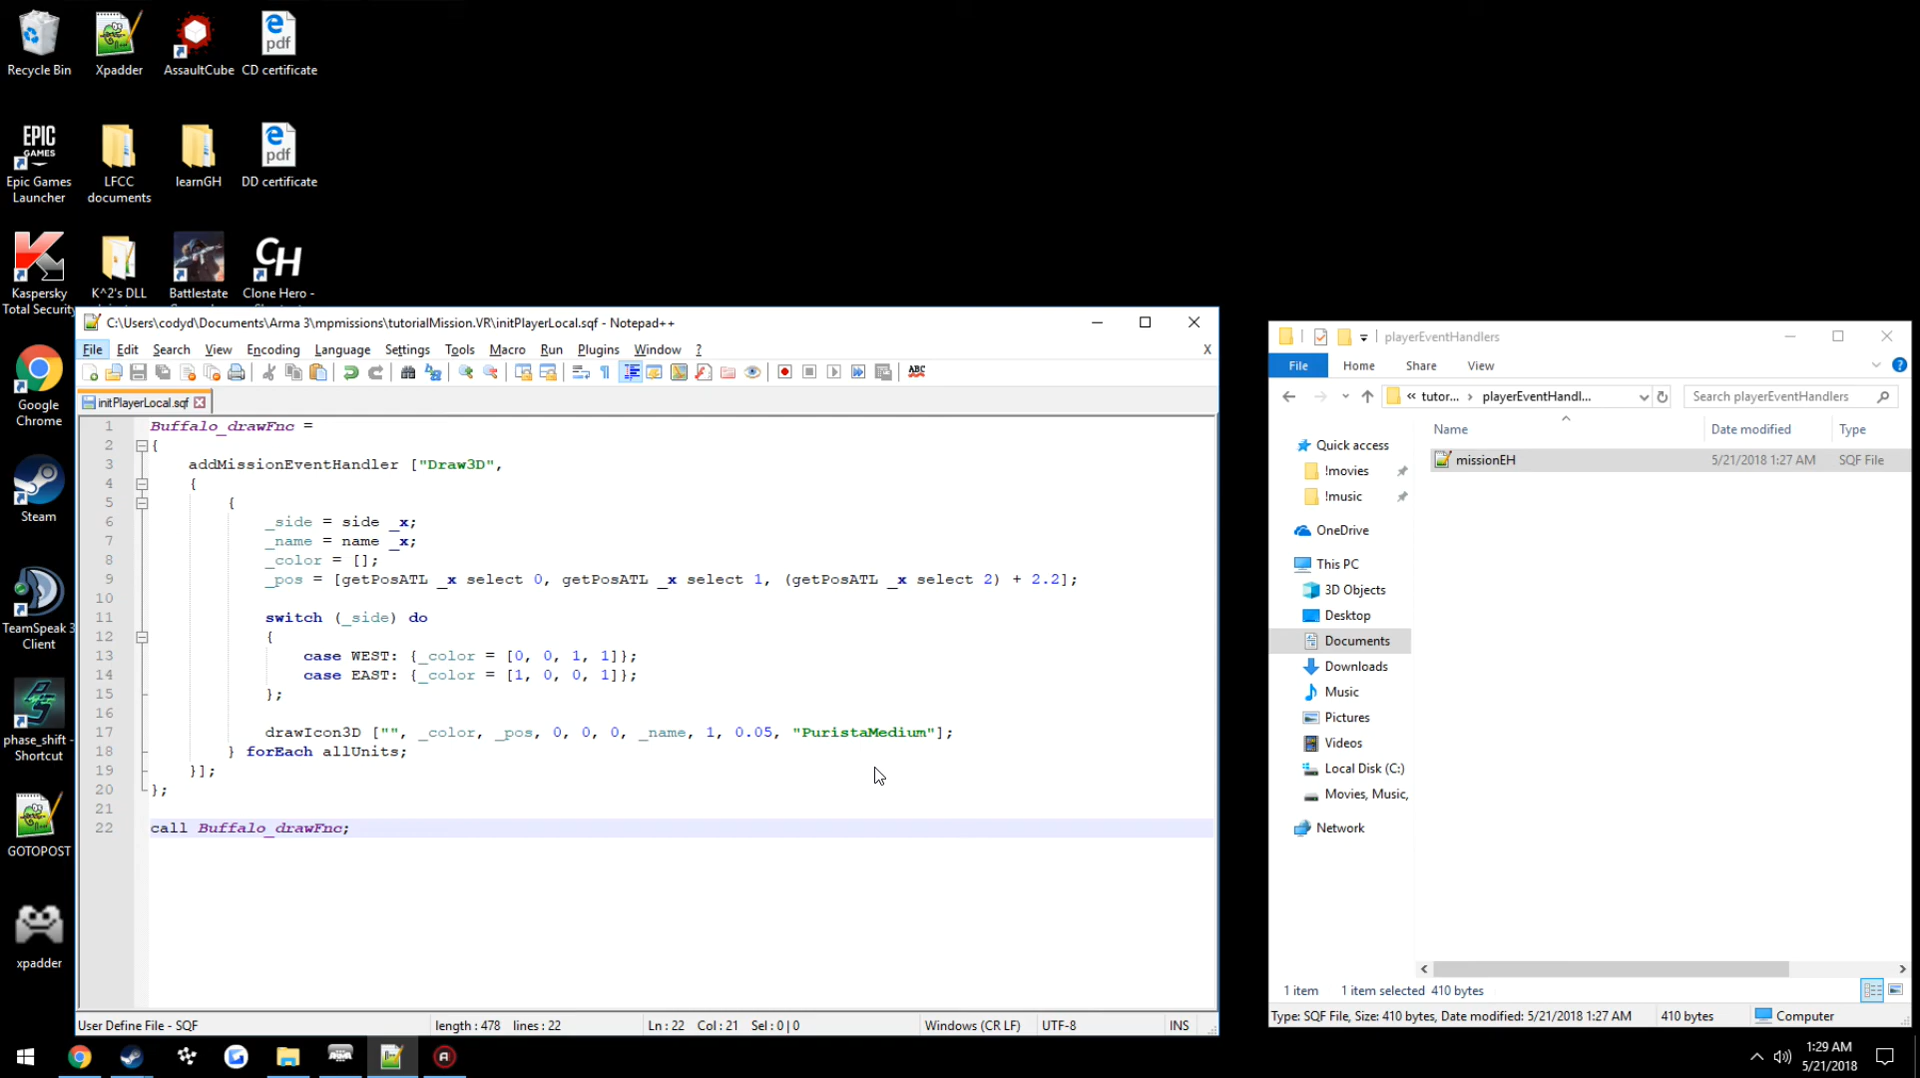 Recycle Bin
Xpadder
AssaultCube
CD certificate
pdf
EPIC
GAMES
Epic Games
Launcher
LFCC
documents
learnGH
pdf
DD certificate
Kaspersky
Total Security
K^2's DLL
Battlestate
CH
Clone Hero -
Google
Chrome
Steam
TeamSpeak 3
Client
phase_shift -
Shortcut
GOTOPOST
xpadder
C:\Users\codyd\Documents\Arma 3\mpmissions\tutorialMission.VR\initPlayerLocal.sqf - Notepad++
File Edit Search View Encoding Language Settings Tools Macro Run Plugins Window ? X
ABC
initPlayerLocal.sqf
1 Buffalo_drawFnc =
2 {
3 addMissionEventHandler ["Draw3D",
4 {
5 {
6 _side = side _x;
7 _name = name _x;
8 _color = [];
9 _pos = [getPosATL _x select 0, getPosATL _x select 1, (getPosATL _x select 2) + 2.2];
10
11 switch (_side) do
12 {
13 case WEST: {_color = [0, 0, 1, 1]};
14 case EAST: {_color = [1, 0, 0, 1]};
15 };
16
17 drawIcon3D ["", _color, _pos, 0, 0, 0, _name, 1, 0.05, "PuristaMedium"];
18 } forEach allUnits;
19 }];
20 };
21
22 call Buffalo_drawFnc;
User Define File - SQF length : 478 lines : 22 Ln : 22 Col : 21 Sel : 0 | 0 Windows (CR LF) UTF-8 INS
playerEventHandlers
File Home Share View
« tutor... › playerEventHandl... Search playerEventHandlers
Name Date modified Type
missionEH 5/21/2018 1:27 AM SQF File
Quick access
!movies
!music
OneDrive
This PC
3D Objects
Desktop
Documents
Downloads
Music
Pictures
Videos
Local Disk (C:)
Movies, Music,
Network
1 item 1 item selected 410 bytes
Type: SQF File, Size: 410 bytes, Date modified: 5/21/2018 1:27 AM 410 bytes Computer
1:29 AM
5/21/2018